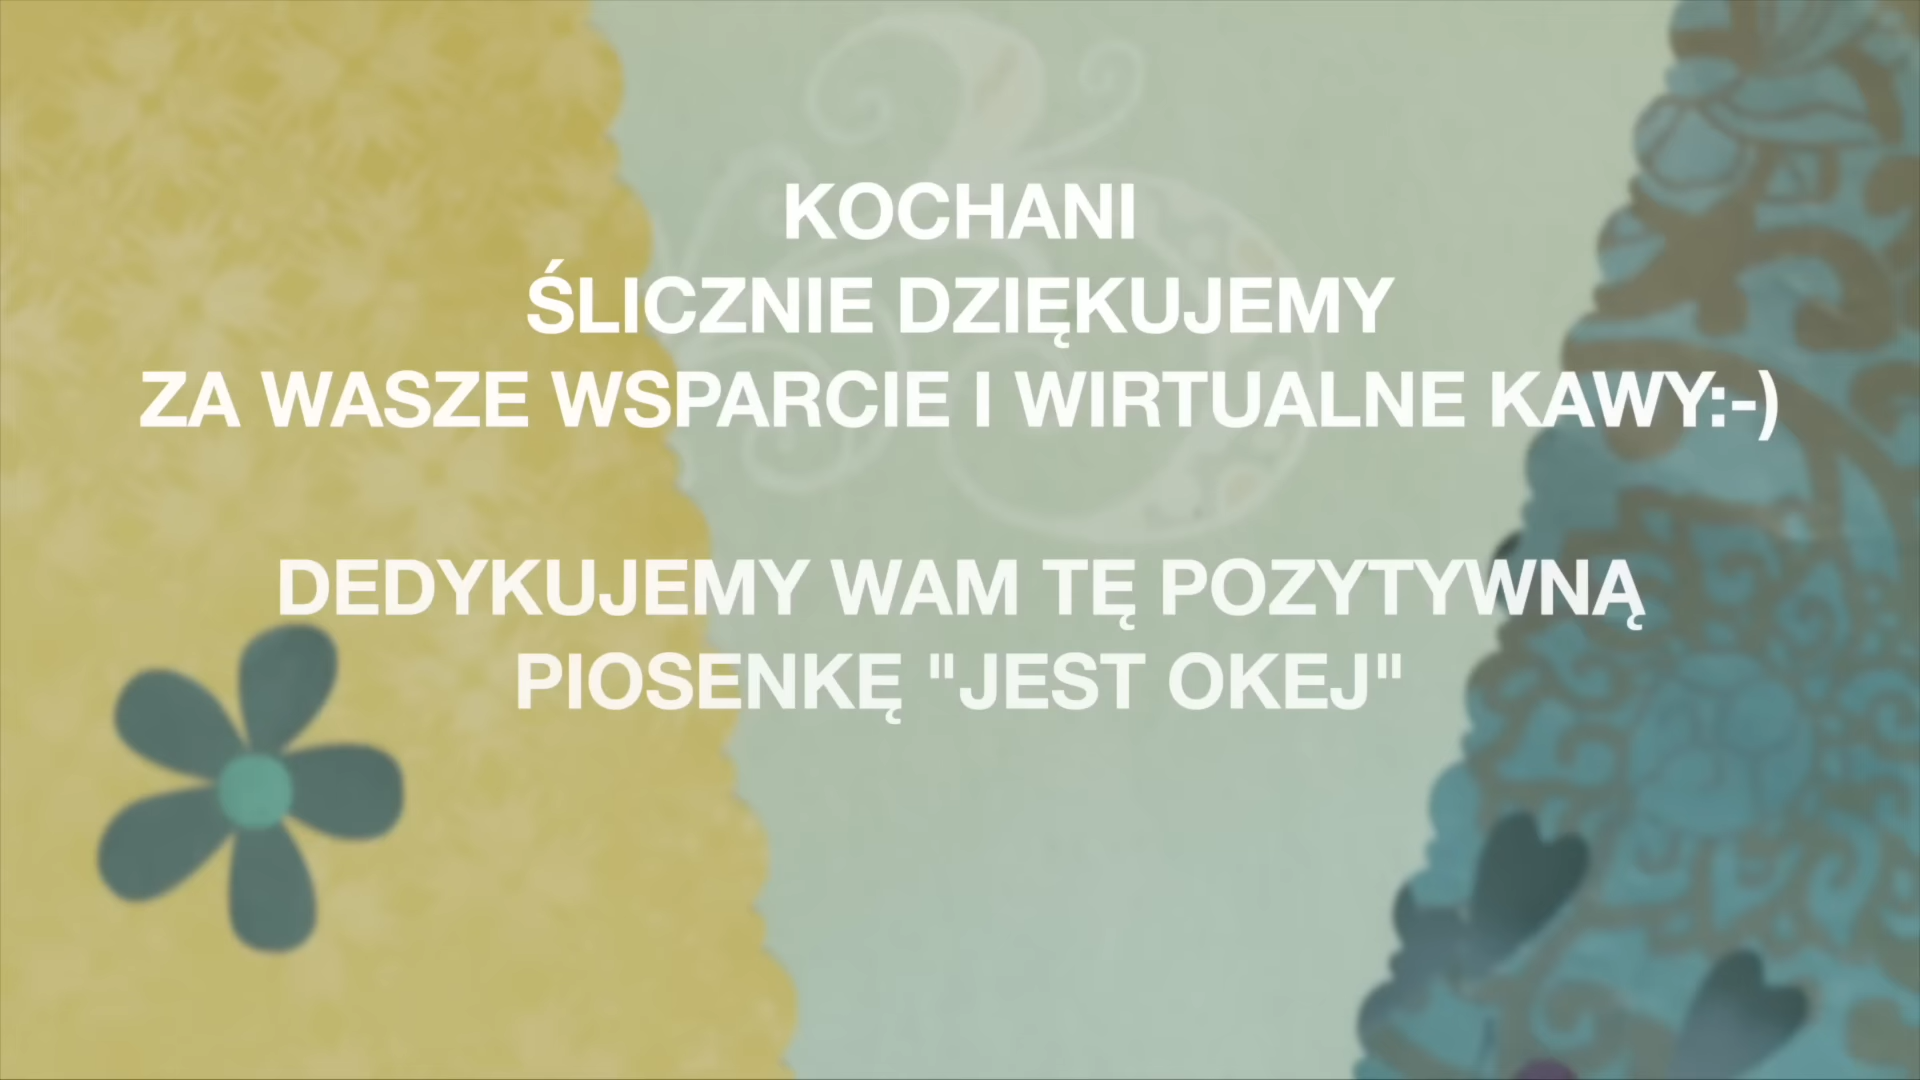 KOCHANI
ŚLICZNIE DZIĘKUJEMY
ZA WASZE WSPARCIE I WIRTUALNE KAWY:-)
DEDYKUJEMY WAM TĘ POZYTYWNĄ
PIOSENKĘ "JEST OKEJ"